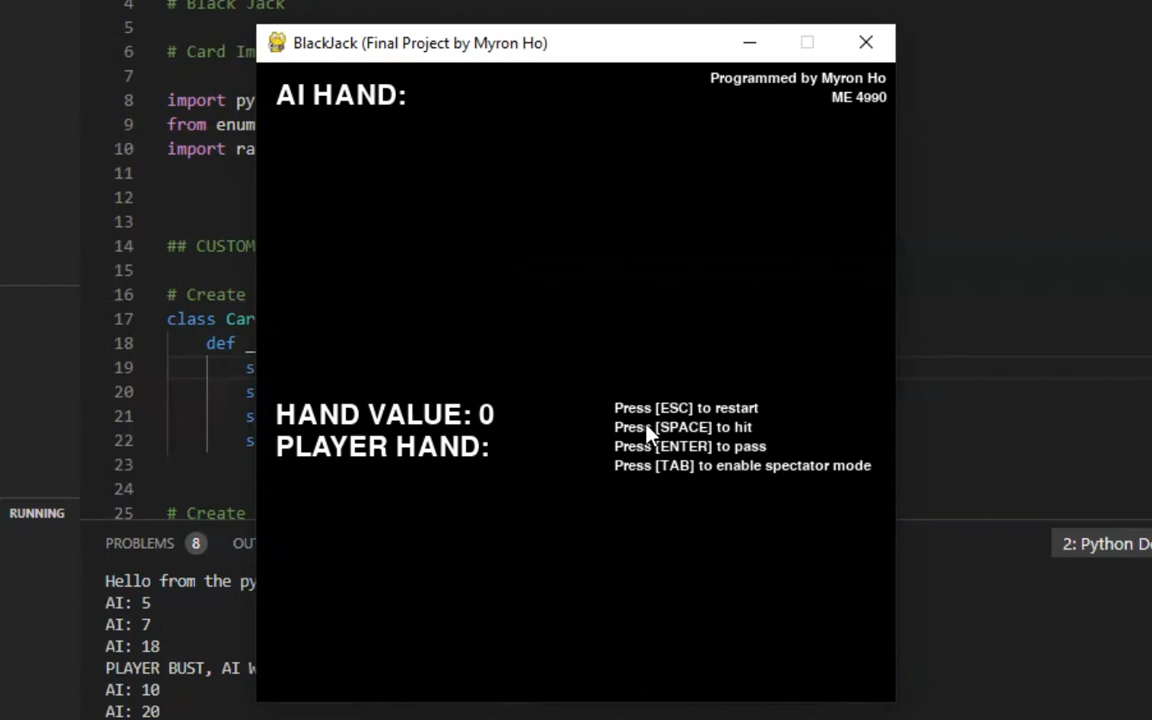 4 # Black Jack
5
6 # Card Im
7
8 import py
9 from enum
10 import ra
11
12
13
14 ## CUSTOM
15
16 # Create
17 class Car
18 def _
19 s
20 s
21 s
22 s
23
24
25 # Create
BlackJack (Final Project by Myron Ho)
AI HAND:
Programmed by Myron Ho
ME 4990
HAND VALUE: 0
PLAYER HAND:
Press [ESC] to restart
Press [SPACE] to hit
Press [ENTER] to pass
Press [TAB] to enable spectator mode
RUNNING
PROBLEMS 8 OU
2: Python De
Hello from the py
AI: 5
AI: 7
AI: 18
PLAYER BUST, AI W
AI: 10
AI: 20